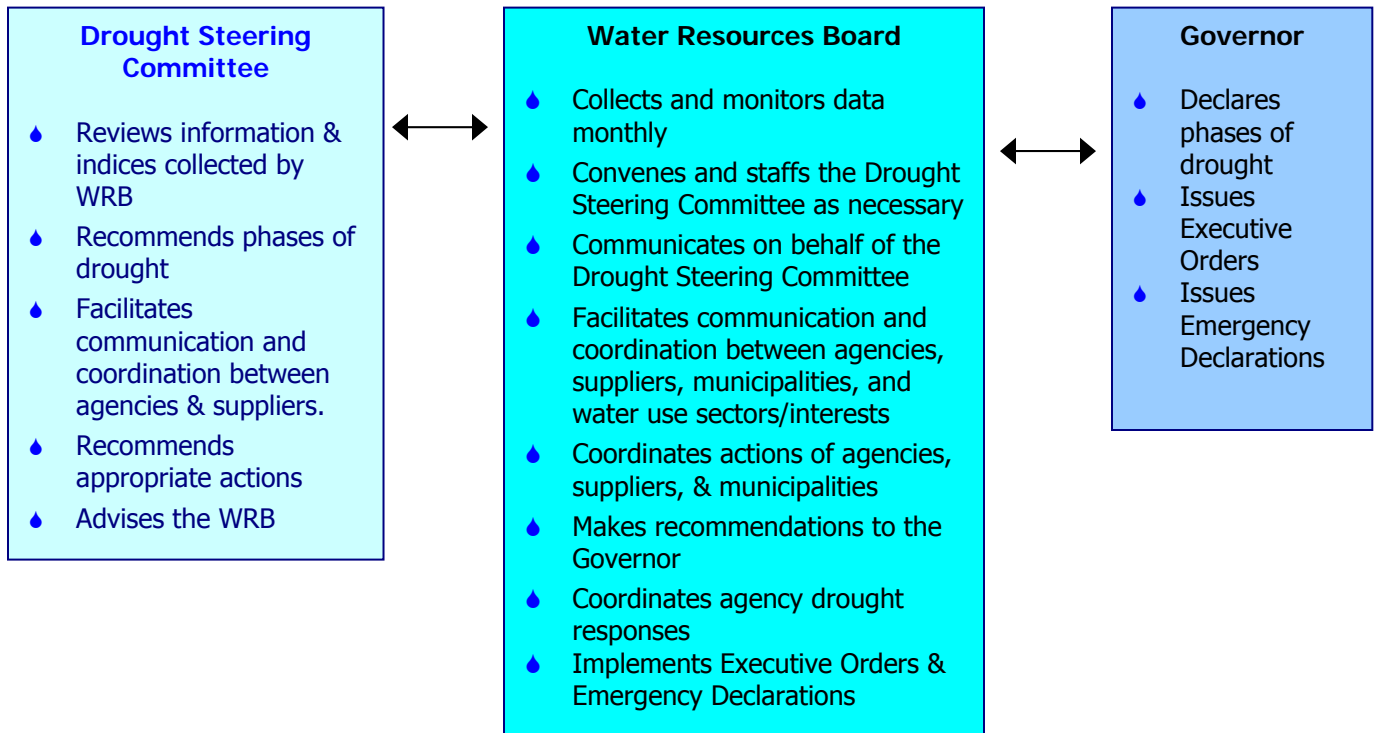 Drought Steering
Committee
Reviews information &
indices collected by
WRB
Recommends phases of
drought
Facilitates
communication and
coordination between
agencies & suppliers.
Recommends
appropriate actions
Advises the WRB
Water Resources Board
Collects and monitors data
monthly
Convenes and staffs the Drought
Steering Committee as necessary
Communicates on behalf of the
Drought Steering Committee
Facilitates communication and
coordination between agencies,
suppliers, municipalities, and
water use sectors/interests
Coordinates actions of agencies,
suppliers, & municipalities
Makes recommendations to the
Governor
Coordinates agency drought
responses
Implements Executive Orders &
Emergency Declarations
Governor
Declares
phases of
drought
Issues
Executive
Orders
Issues
Emergency
Declarations